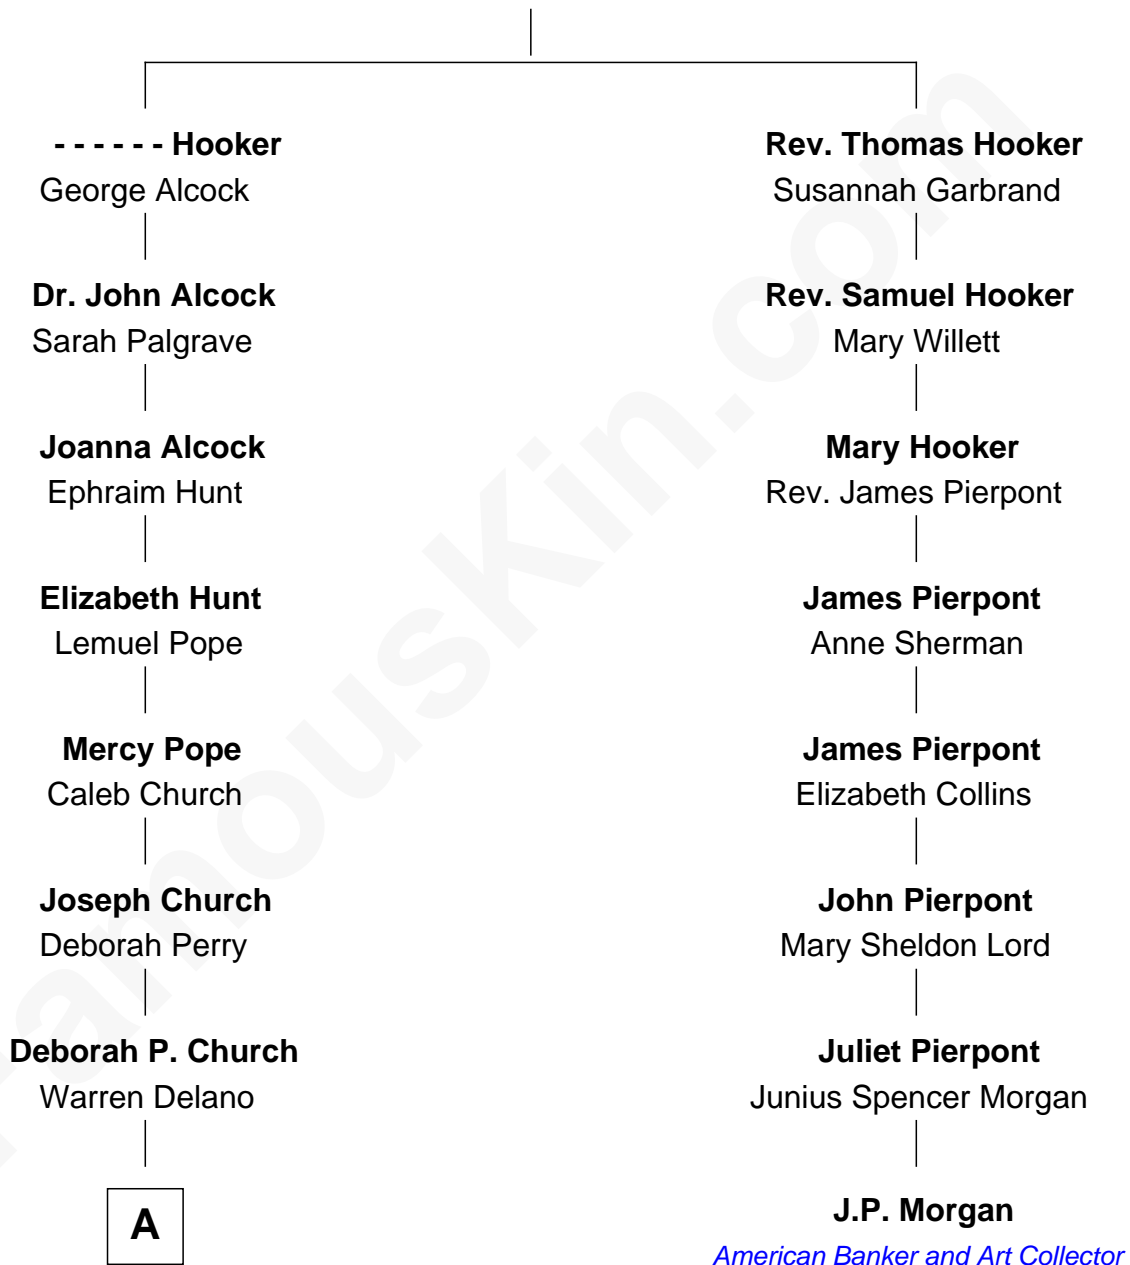 - - - - - - Hooker
George Alcock
Rev. Thomas Hooker
Susannah Garbrand
Dr. John Alcock
Sarah Palgrave
Rev. Samuel Hooker
Mary Willett
Joanna Alcock
Ephraim Hunt
Mary Hooker
Rev. James Pierpont
Elizabeth Hunt
Lemuel Pope
James Pierpont
Anne Sherman
Mercy Pope
Caleb Church
James Pierpont
Elizabeth Collins
Joseph Church
Deborah Perry
John Pierpont
Mary Sheldon Lord
Deborah P. Church
Warren Delano
Juliet Pierpont
Junius Spencer Morgan
A
J.P. Morgan
American Banker and Art Collector
FamousKin.com